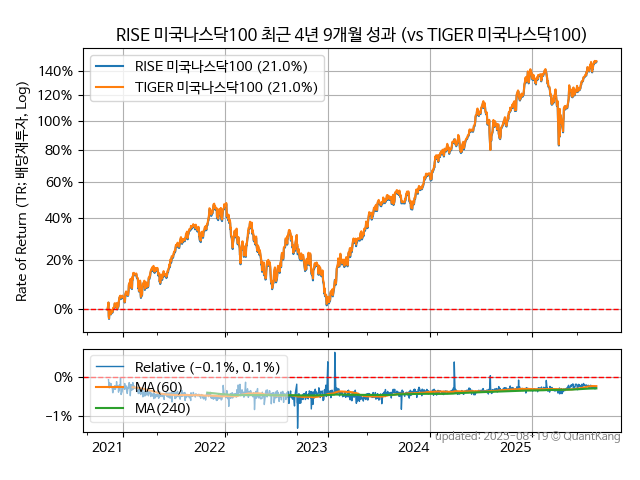 RISE 미국나스닥100 최근 4년 9개월 성과 (vs TIGER 미국나스닥100)
RISE 미국나스닥100 (21.0%)
TIGER 미국나스닥100 (21.0%)
Rate of Return (TR; 배당재투자, Log)
140%
120%
100%
80%
60%
40%
20%
0%
Relative (−0.1%, 0.1%)
MA(60)
MA(240)
0%
−1%
2021
2022
2023
2024
2025
updated: 2025-08-19 © QuantKang